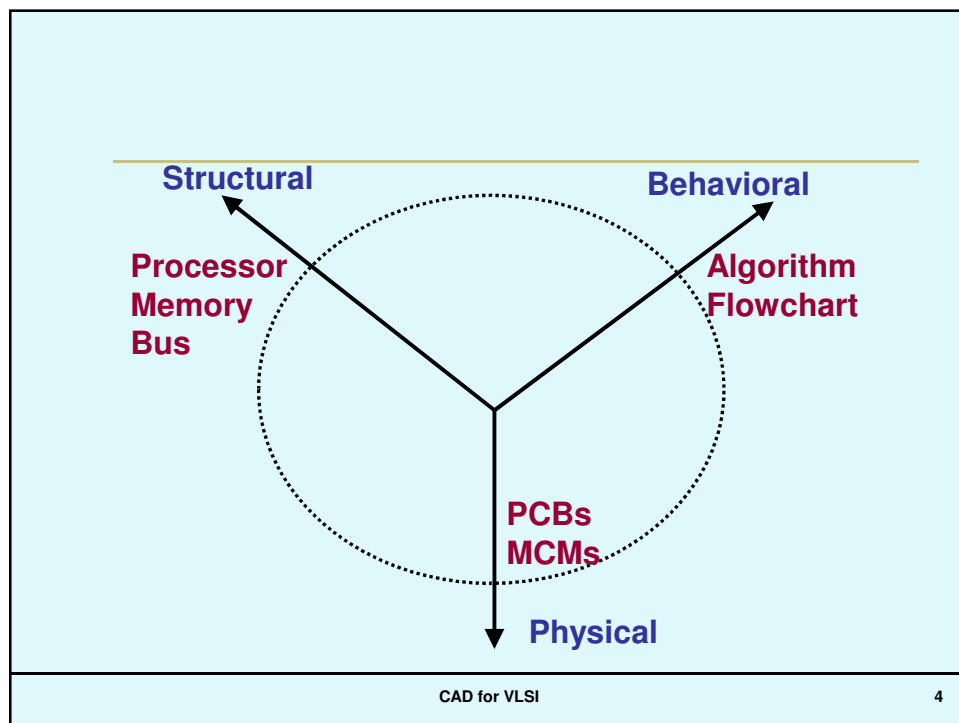 Structural
Behavioral
Processor
Memory
Bus
Algorithm
Flowchart
PCBs
MCMs
Physical
CAD for VLSI
4